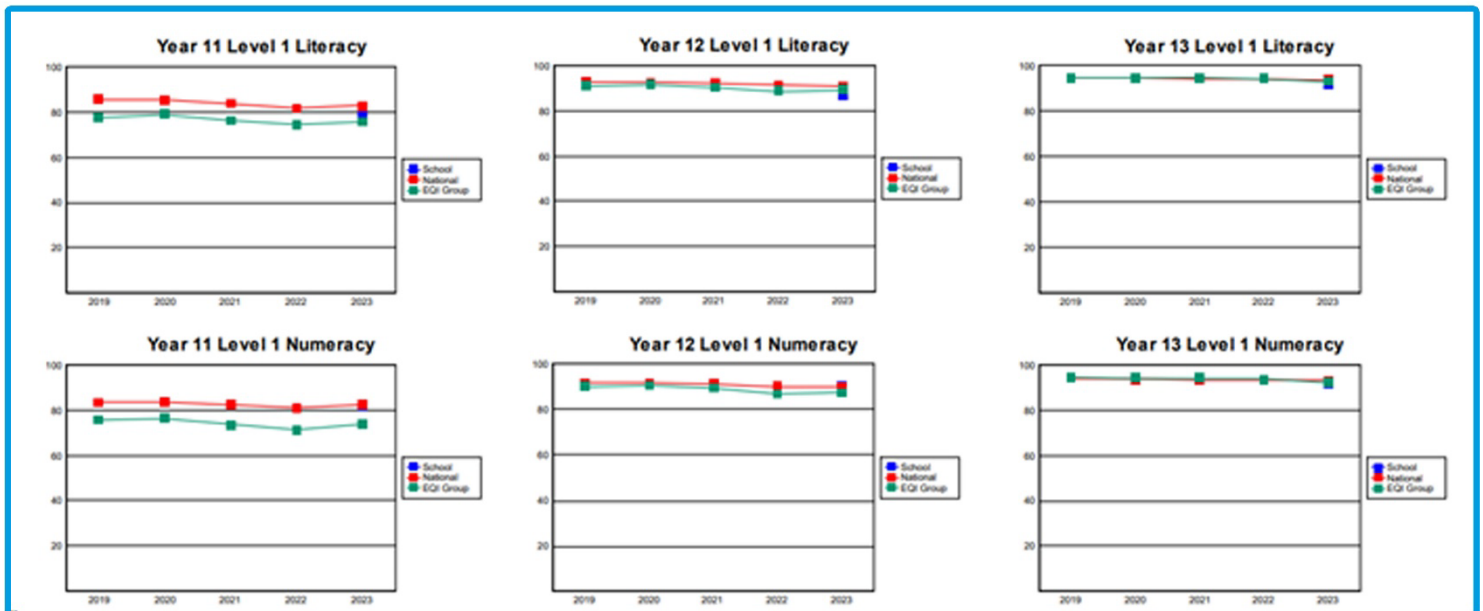 Year 11 Level 1 Literacy
100
80
60
40
20
2019 2020 2021 2022 2023
School
National
EQI Group
Year 12 Level 1 Literacy
100
80
60
40
20
2019 2020 2021 2022 2023
School
National
EQI Group
Year 13 Level 1 Literacy
100
80
60
40
20
2019 2020 2021 2022 2023
School
National
EQI Group
Year 11 Level 1 Numeracy
100
80
60
40
20
2019 2020 2021 2022 2023
School
National
EQI Group
Year 12 Level 1 Numeracy
100
80
60
40
20
2019 2020 2021 2022 2023
School
National
EQI Group
Year 13 Level 1 Numeracy
100
80
60
40
20
2019 2020 2021 2022 2023
School
National
EQI Group